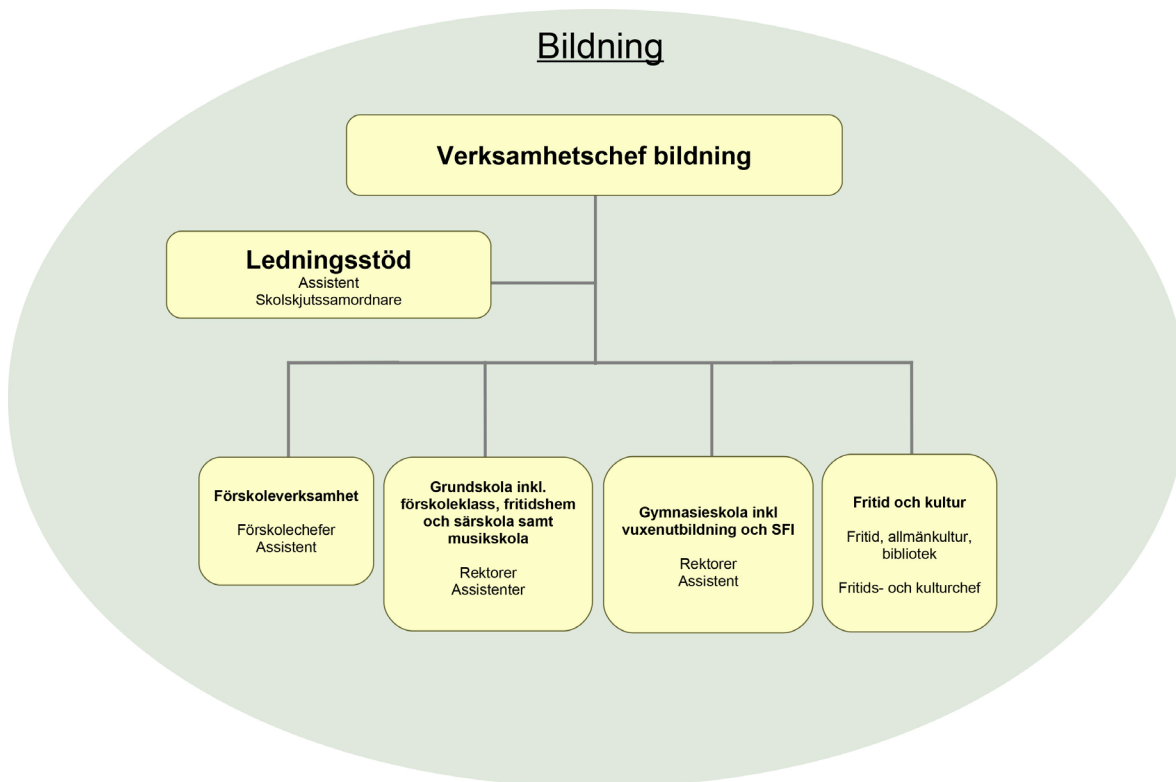 Bildning
Verksamhetschef bildning
Ledningsstöd
Assistent
Skolskjutssamordnare
Förskoleverksamhet
Förskolechefer
Assistent
Grundskola inkl.
förskoleklass, fritidshem
och särskola samt
musikskola
Rektorer
Assistenter
Gymnasieskola inkl
vuxenutbildning och SFI
Rektorer
Assistent
Fritid och kultur
Fritid, allmänkultur,
bibliotek
Fritids- och kulturchef